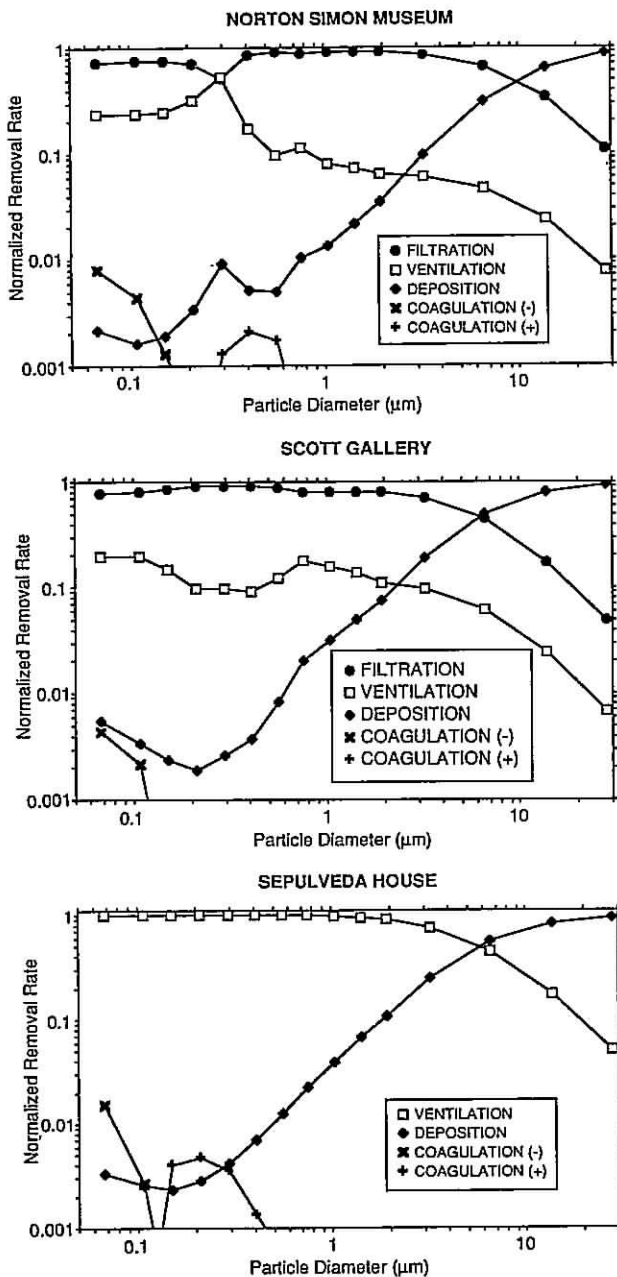 NORTON SIMON MUSEUM
1
0.1
0.01
0.001
Normalized Removal Rate
FILTRATION
VENTILATION
DEPOSITION
COAGULATION (-)
COAGULATION (+)
0.1 1 10
Particle Diameter (μm)
SCOTT GALLERY
1
0.1
0.01
0.001
Normalized Removal Rate
FILTRATION
VENTILATION
DEPOSITION
COAGULATION (-)
COAGULATION (+)
0.1 1 10
Particle Diameter (μm)
SEPULVEDA HOUSE
1
0.1
0.01
0.001
Normalized Removal Rate
VENTILATION
DEPOSITION
COAGULATION (-)
COAGULATION (+)
0.1 1 10
Particle Diameter (μm)